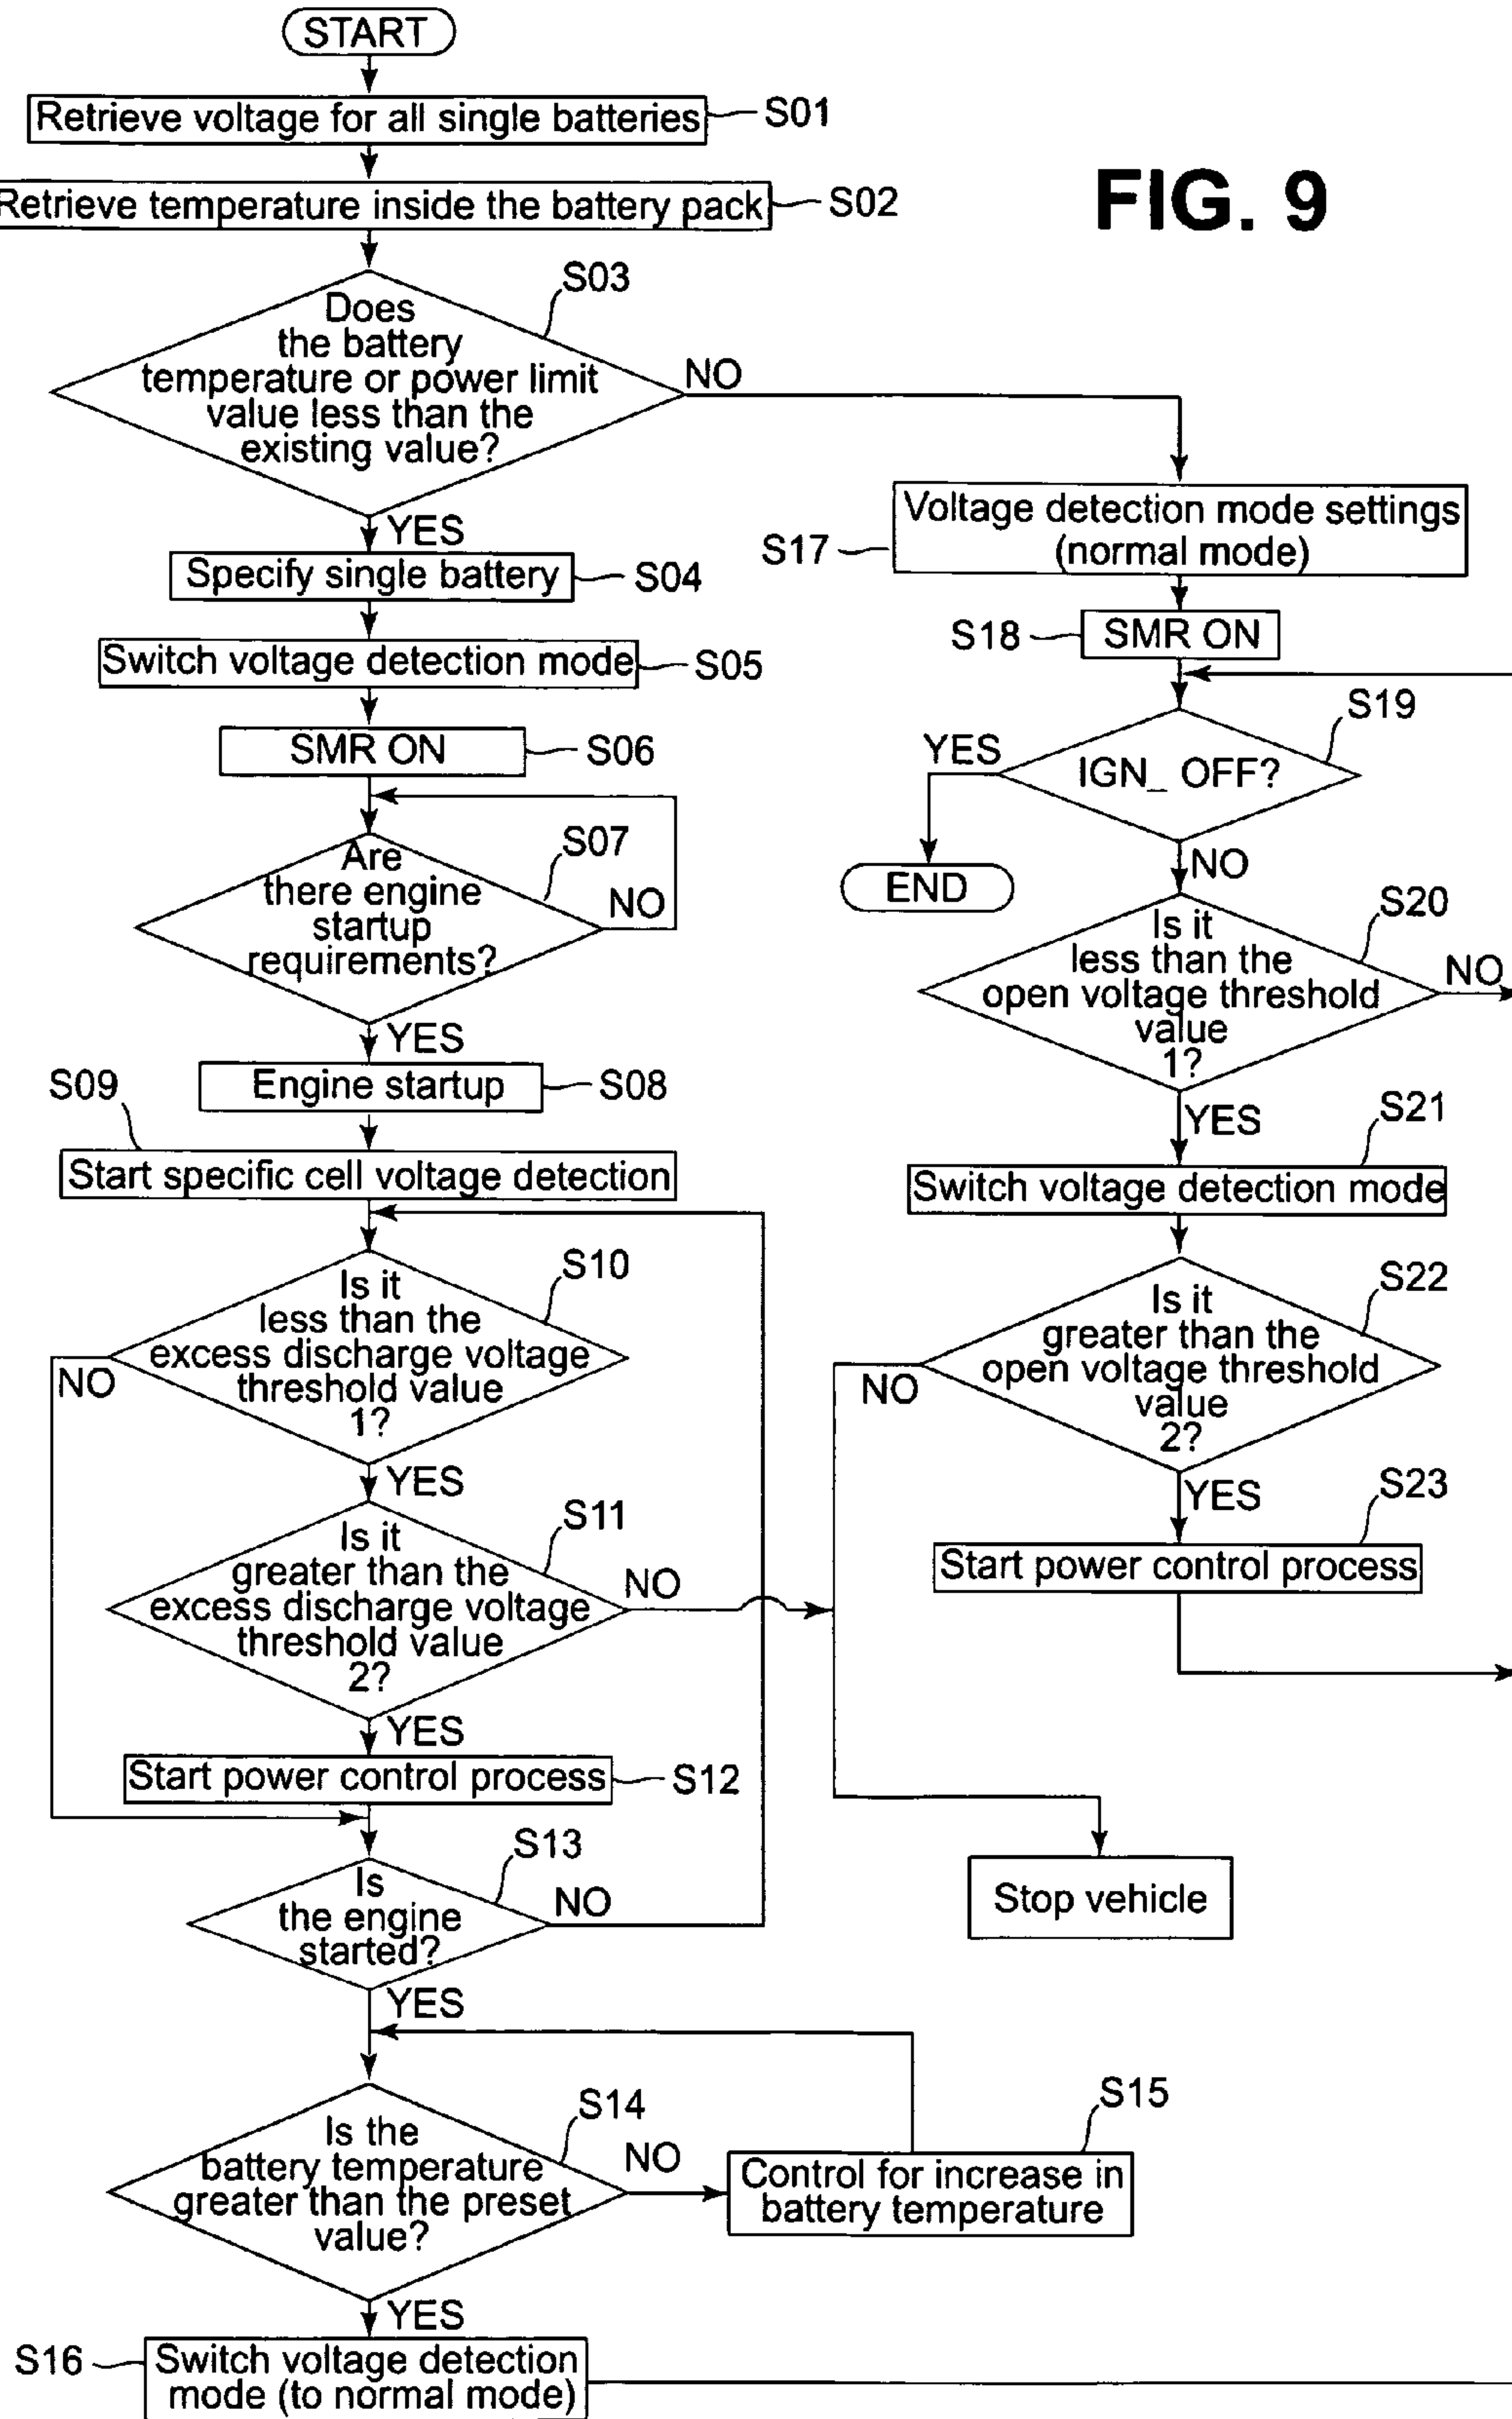 START
Retrieve voltage for all single batteries
S01
Retrieve temperature inside the battery pack
S02
FIG. 9
S03
Does
the battery
temperature or power limit
value less than the
existing value?
NO
YES
Specify single battery
S04
Switch voltage detection mode
S05
SMR ON
S06
S07
Are
there engine
startup
requirements?
NO
YES
Engine startup
S08
S09
Start specific cell voltage detection
S10
Is it
less than the
excess discharge voltage
threshold value
1?
NO
YES
S11
Is it
greater than the
excess discharge voltage
threshold value
2?
NO
YES
Start power control process
S12
S13
Is
the engine
started?
NO
YES
S14
Is the
battery temperature
greater than the preset
value?
NO
S15
Control for increase in
battery temperature
YES
S16
Switch voltage detection
mode (to normal mode)
Voltage detection mode settings
(normal mode)
S17
S18
SMR ON
S19
YES
IGN_ OFF?
END
NO
S20
Is it
less than the
open voltage threshold
value
1?
NO
YES
S21
Switch voltage detection mode
S22
Is it
greater than the
open voltage threshold
value
2?
NO
YES
S23
Start power control process
Stop vehicle